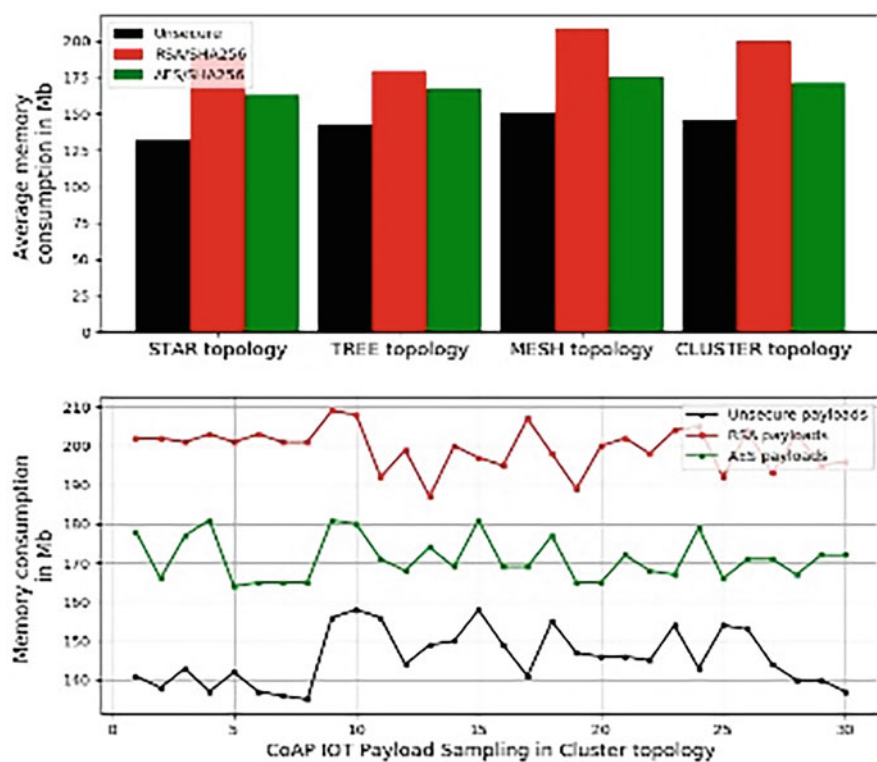 Average memory
consumption in Mb
200
175
150
125
100
75
50
25
0
Unsecure
RSA/SHA256
AES/SHA256
STAR topology
TREE topology
MESH topology
CLUSTER topology
Memory consumption
in Mb
210
200
190
180
170
160
150
140
Unsecure payloads
RSA payloads
AES payloads
0
5
10
15
20
25
30
CoAP IOT Payload Sampling in Cluster topology